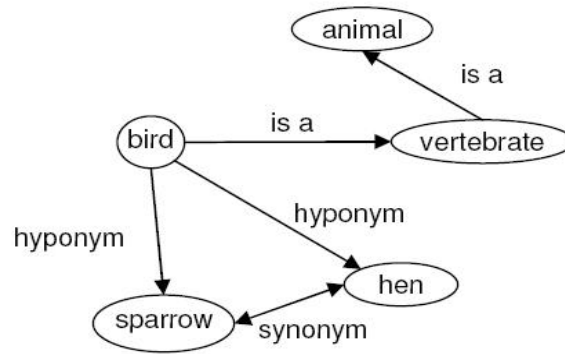 animal
is a
bird
is a
vertebrate
hyponym
hyponym
hen
sparrow
synonym